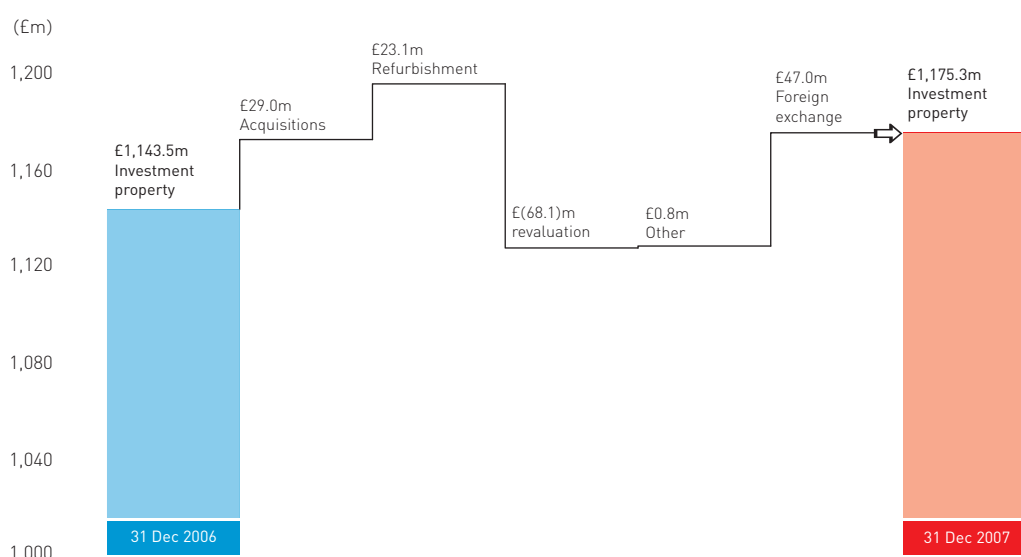 (£m)
1,200
1,160
1,120
1,080
1,040
1,000
£1,143.5m
Investment
property
£29.0m
Acquisitions
£23.1m
Refurbishment
£(68.1)m
revaluation
£0.8m
Other
£47.0m
Foreign
exchange
£1,175.3m
Investment
property
31 Dec 2006
31 Dec 2007